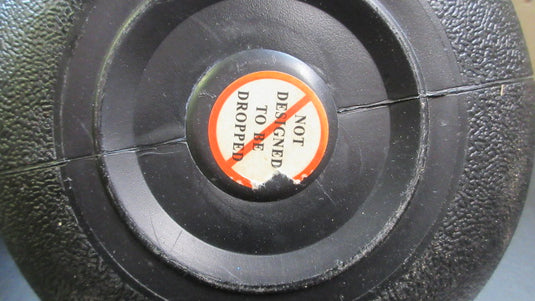 NOT
DESIGNED
TO BE
DROPPED